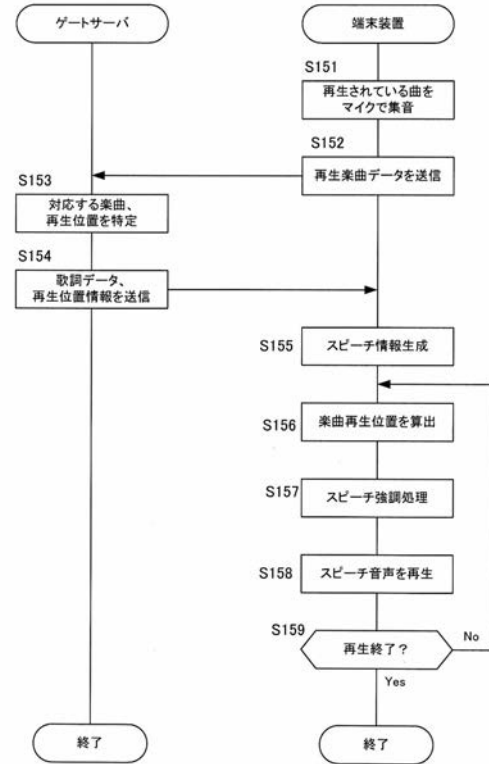 ゲートサーバ
端末装置
S151
再生されている曲を
マイクで集音
S152
再生楽曲データを送信
S153
対応する楽曲、
再生位置を特定
S154
歌詞データ、
再生位置情報を送信
S155
スピーチ情報生成
S156
楽曲再生位置を算出
S157
スピーチ強調処理
S158
スピーチ音声を再生
S159
再生終了？
No
Yes
終了
終了